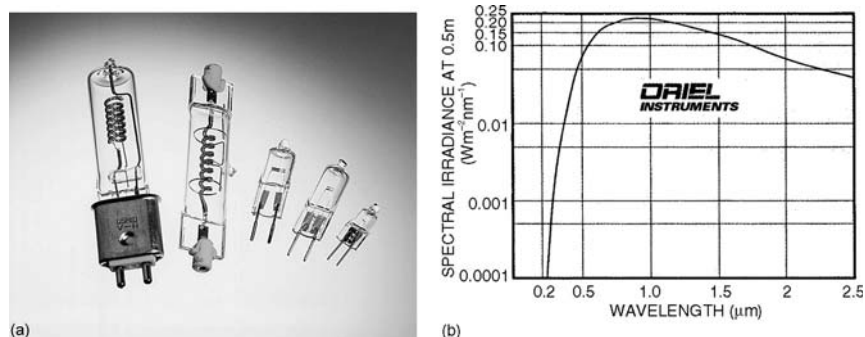 (a)
0.25
0.20
0.15
0.10
0.01
0.001
0.0001
SPECTRAL IRRADIANCE AT 0.5m
(Wm⁻²nm⁻¹)
ORIEL
INSTRUMENTS
0.2 0.5 1.0 1.5 2 2.5
WAVELENGTH (μm)
(b)